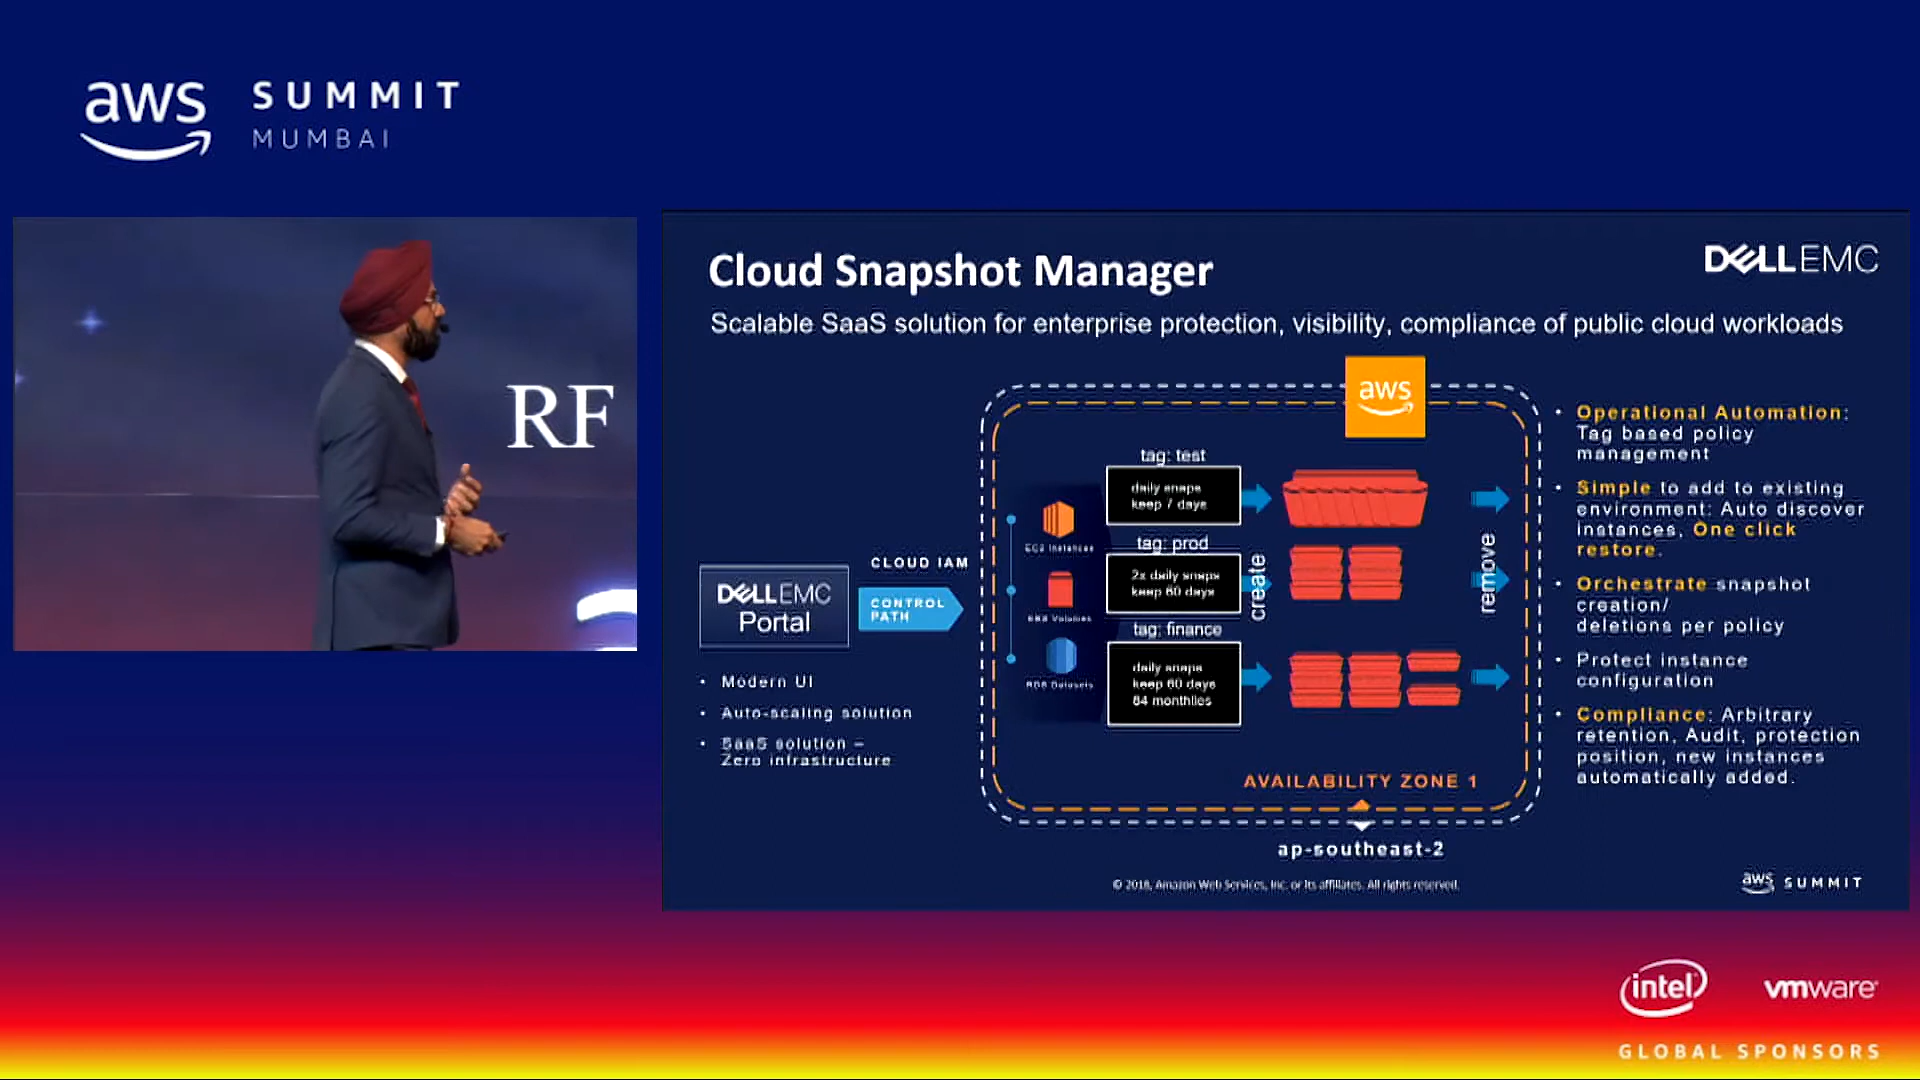 aws
SUMMIT
MUMBAI
RF
Cloud Snapshot Manager
DELLEMC
Scalable SaaS solution for enterprise protection, visibility, compliance of public cloud workloads
aws
DELLEMC
Portal
CLOUD IAM
CONTROL
PATH
• Modern UI
• Auto-scaling solution
• SaaS solution –
Zero infrastructure
EC2 Instances
EBS Volumes
RDS Datasets
tag: test
daily snaps
keep 7 days
tag: prod
2x daily snaps
keep 60 days
tag: finance
daily snaps
keep 60 days
84 monthlies
create
remove
AVAILABILITY ZONE 1
ap-southeast-2
• Operational Automation:
Tag based policy
management
• Simple to add to existing
environment: Auto discover
instances, One click
restore.
• Orchestrate snapshot
creation/
deletions per policy
• Protect instance
configuration
• Compliance: Arbitrary
retention, Audit, protection
position, new instances
automatically added.
© 2018, Amazon Web Services, Inc. or its affiliates. All rights reserved.
aws SUMMIT
intel
vmware
GLOBAL SPONSORS